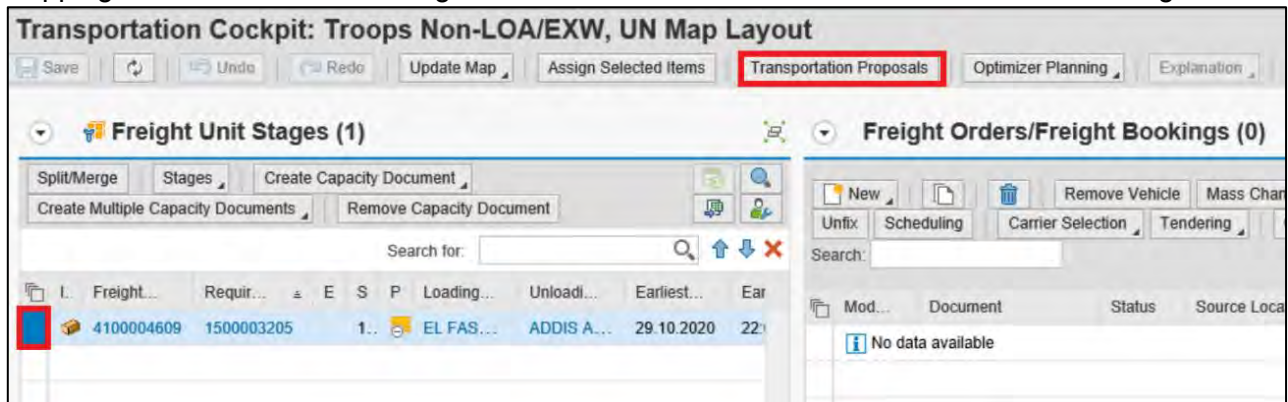 Transportation Cockpit: Troops Non-LOA/EXW, UN Map Layout
Save Undo Redo Update Map Assign Selected Items Transportation Proposals Optimizer Planning Explanation
Freight Unit Stages (1)
Split/Merge Stages Create Capacity Document
Create Multiple Capacity Documents Remove Capacity Document
Search for:
I.. Freight... Requir... E S P Loading... Unloadi... Earliest... Ear
4100004609 1500003205 1.. EL FAS... ADDIS A... 29.10.2020 22:
Freight Orders/Freight Bookings (0)
New Remove Vehicle Mass Chan
Unfix Scheduling Carrier Selection Tendering
Search:
Mod... Document Status Source Loca
No data available